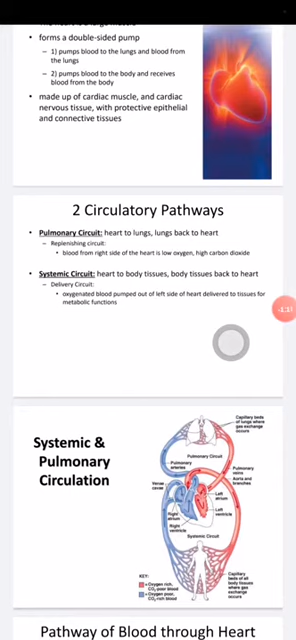 • forms a double-sided pump
– 1) pumps blood to the lungs and blood from
the lungs
– 2) pumps blood to the body and receives
blood from the body
• made up of cardiac muscle, and cardiac
nervous tissue, with protective epithelial
and connective tissues
2 Circulatory Pathways
• Pulmonary Circuit: heart to lungs, lungs back to heart
– Replenishing circuit:
• blood from right side of the heart is low oxygen, high carbon dioxide
• Systemic Circuit: heart to body tissues, body tissues back to heart
– Delivery Circuit:
• oxygenated blood pumped out of left side of heart delivered to tissues for
metabolic functions
Systemic &
Pulmonary
Circulation
Capillary beds
of lungs where
gas exchange
occurs
Pulmonary Circuit
Pulmonary
arteries
Pulmonary
veins
Aorta and
branches
Venae
cavae
Left
atrium
Left
ventricle
Right
atrium
Right
ventricle
Systemic Circuit
KEY:
= Oxygen rich,
CO2 poor blood
= Oxygen poor,
CO2 rich blood
Capillary
beds of all
body tissues
where gas
exchange
occurs
Pathway of Blood through Heart